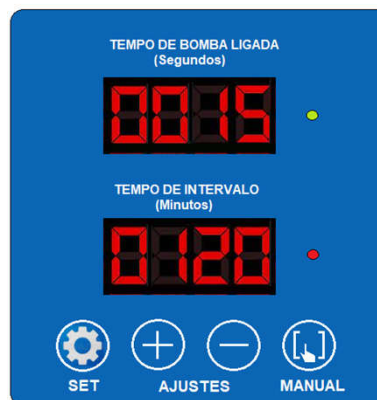 TEMPO DE BOMBA LIGADA
(Segundos)
0015
TEMPO DE INTERVALO
(Minutos)
0120
SET AJUSTES MANUAL